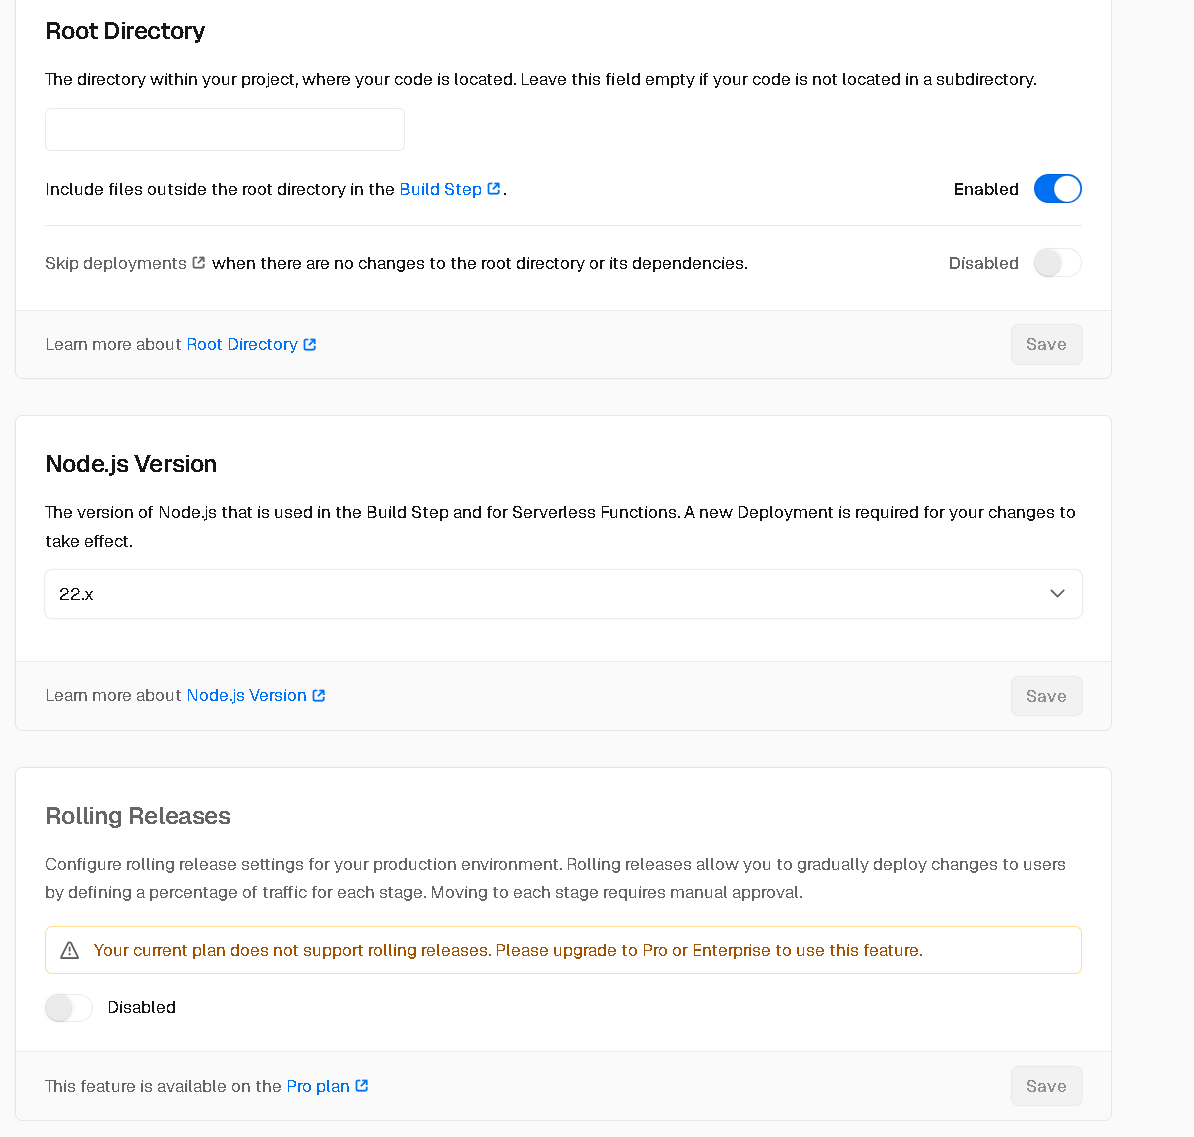 Root Directory
The directory within your project, where your code is located. Leave this field empty if your code is not located in a subdirectory.
Include files outside the root directory in the Build Step.
Enabled
Skip deployments when there are no changes to the root directory or its dependencies.
Disabled
Learn more about Root Directory
Save
Node.js Version
The version of Node.js that is used in the Build Step and for Serverless Functions. A new Deployment is required for your changes to
take effect.
22.x
Learn more about Node.js Version
Save
Rolling Releases
Configure rolling release settings for your production environment. Rolling releases allow you to gradually deploy changes to users
by defining a percentage of traffic for each stage. Moving to each stage requires manual approval.
Your current plan does not support rolling releases. Please upgrade to Pro or Enterprise to use this feature.
Disabled
This feature is available on the Pro plan
Save